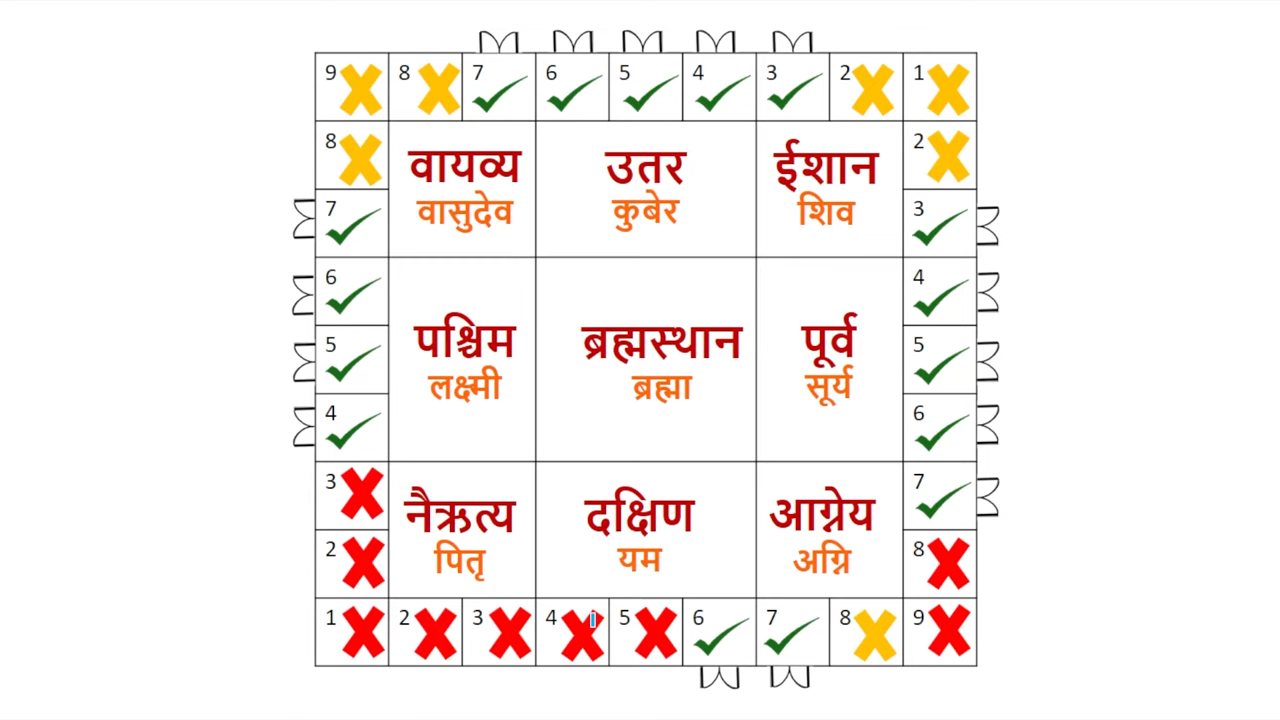 9 8 7 6 5 4 3 2 1
8 वायव्य उतर ईशान 2
वासुदेव कुबेर शिव
7 3
6 4
5 पश्चिम ब्रह्मस्थान पूर्व 5
लक्ष्मी ब्रह्मा सूर्य
4 6
3 नैऋत्य दक्षिण आग्नेय 7
2 पितृ यम अग्नि 8
1 2 3 4 5 6 7 8 9